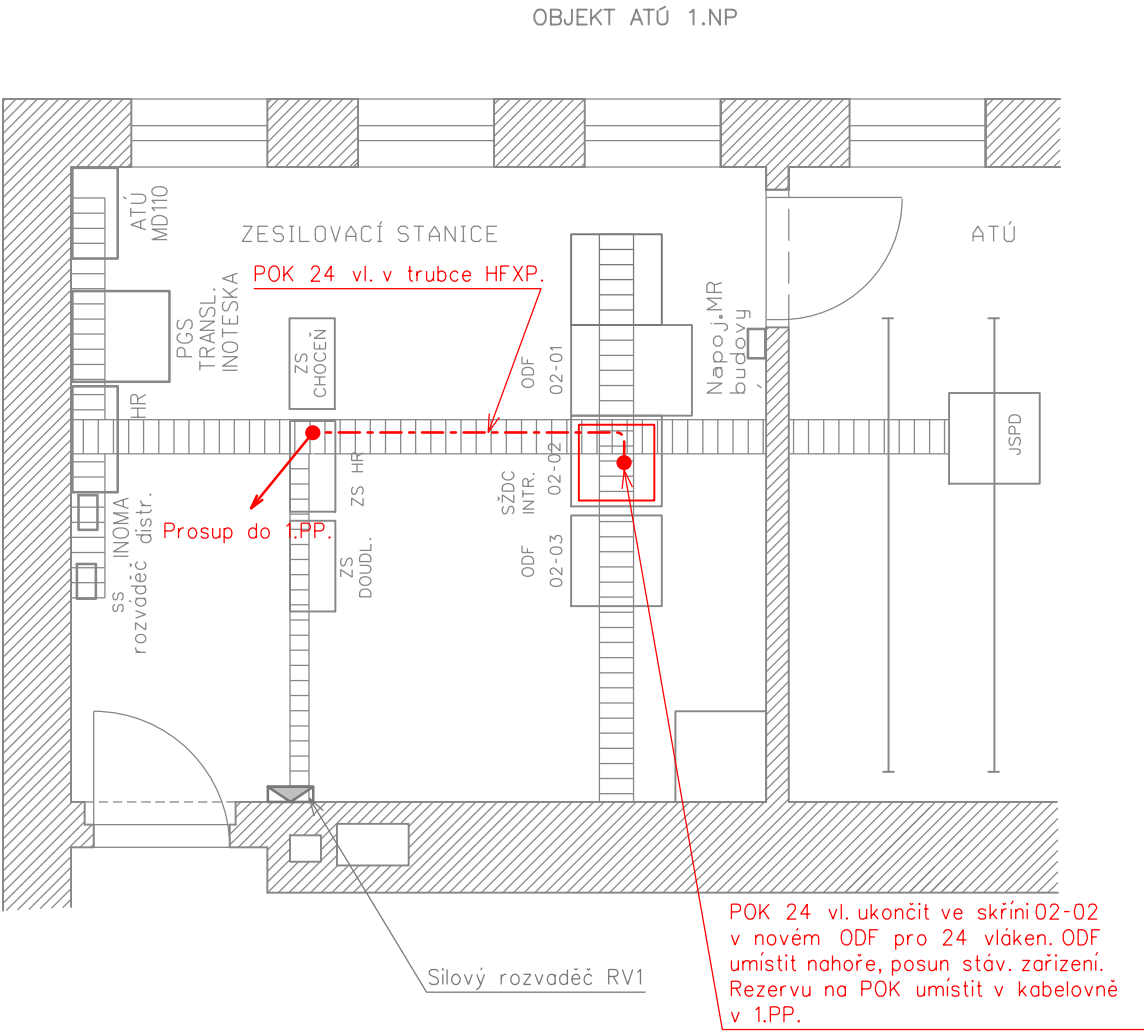 OBJEKT ATÚ 1.NP
ATÚ
MD110
ZESILOVACÍ STANICE
ATÚ
POK 24 vl. v trubce HFXP.
PGS
TRANSL.
INOTESKA
ZS
CHOCEŇ
ODF
02-01
Napoj.MR
budovy
HR
ZS HR
SŽDC
INTR.
02-02
JSPD
Prosup do 1.PP.
INOMA
ss
rozváděč distr.
ZS
DOUDL.
ODF
02-03
POK 24 vl. ukončit ve skříni 02-02
v novém ODF pro 24 vláken. ODF
umístit nahoře, posun stáv. zařizení.
Rezervu na POK umístit v kabelovně
v 1.PP.
Silový rozvaděč RV1